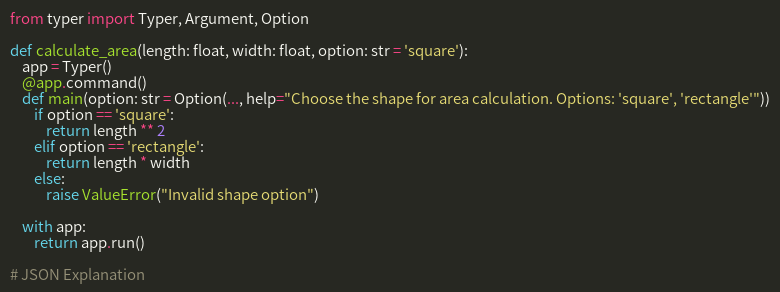 from typer import Typer, Argument, Option

def calculate_area(length: float, width: float, option: str = 'square'):
    app = Typer()
    @app.command()
    def main(option: str = Option(..., help="Choose the shape for area calculation. Options: 'square', 'rectangle'"))
        if option == 'square':
            return length ** 2
        elif option == 'rectangle':
            return length * width
        else:
            raise ValueError("Invalid shape option")

    with app:
        return app.run()

# JSON Explanation